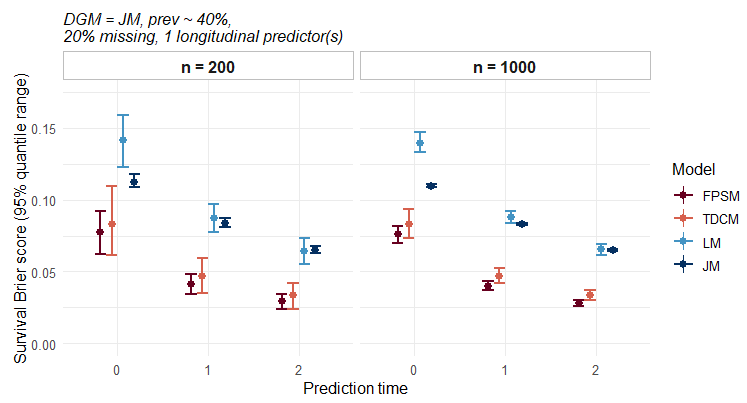 DGM = JM, prev ~ 40%,
20% missing, 1 longitudinal predictor(s)
n = 200
n = 1000
Survival Brier score (95% quantile range)
0.15
0.10
0.05
0.00
0 1 2
0 1 2
Prediction time
Model
FPSM
TDCM
LM
JM